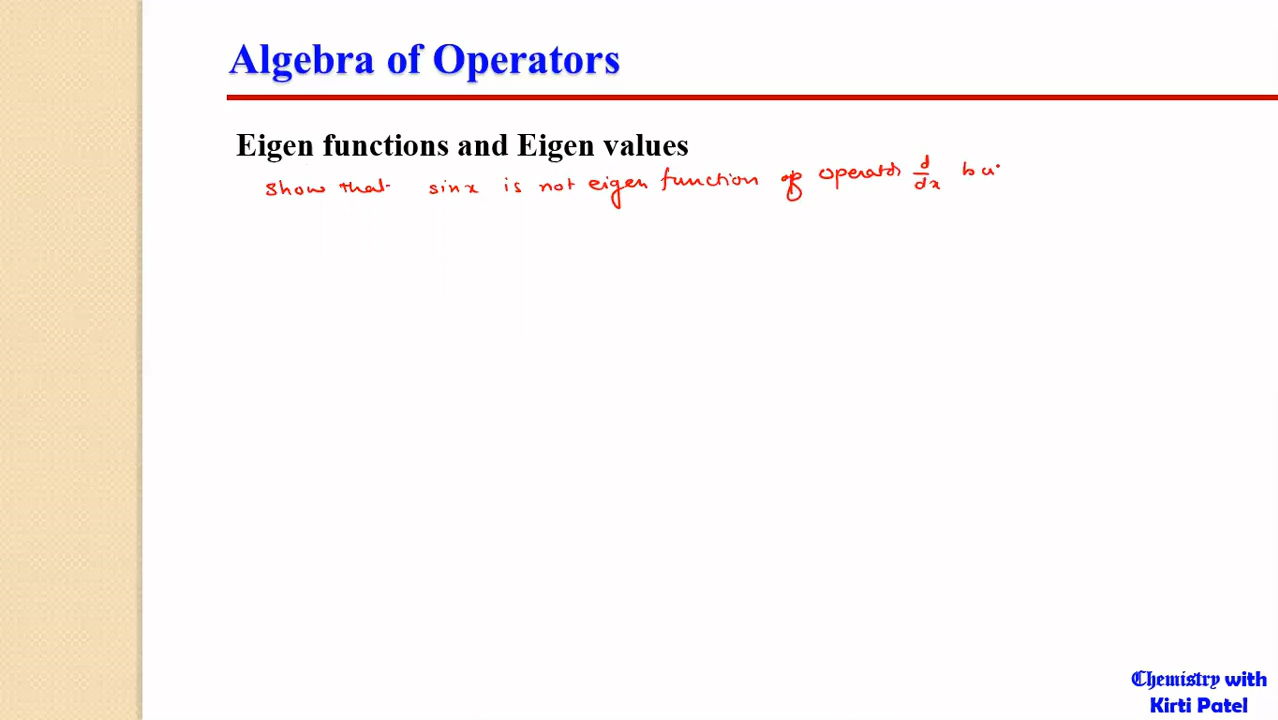 Algebra of Operators
Eigen functions and Eigen values
Show that sinx is not eigen function of operator d/dx bu
Chemistry with
Kirti Patel